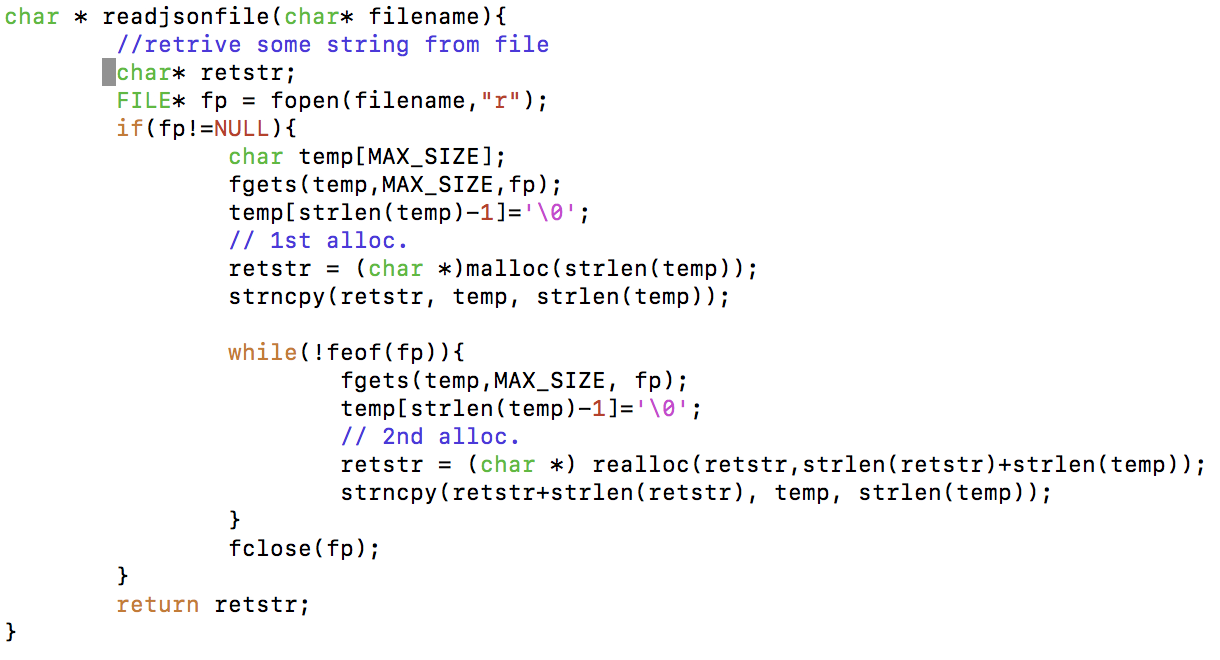 char * readjsonfile(char* filename){
        //retrive some string from file
        char* retstr;
        FILE* fp = fopen(filename,"r");
        if(fp!=NULL){
                char temp[MAX_SIZE];
                fgets(temp,MAX_SIZE,fp);
                temp[strlen(temp)-1]='\0';
                // 1st alloc.
                retstr = (char *)malloc(strlen(temp));
                strncpy(retstr, temp, strlen(temp));

                while(!feof(fp)){
                        fgets(temp,MAX_SIZE, fp);
                        temp[strlen(temp)-1]='\0';
                        // 2nd alloc.
                        retstr = (char *) realloc(retstr,strlen(retstr)+strlen(temp));
                        strncpy(retstr+strlen(retstr), temp, strlen(temp));
                }
                fclose(fp);
        }
        return retstr;
}